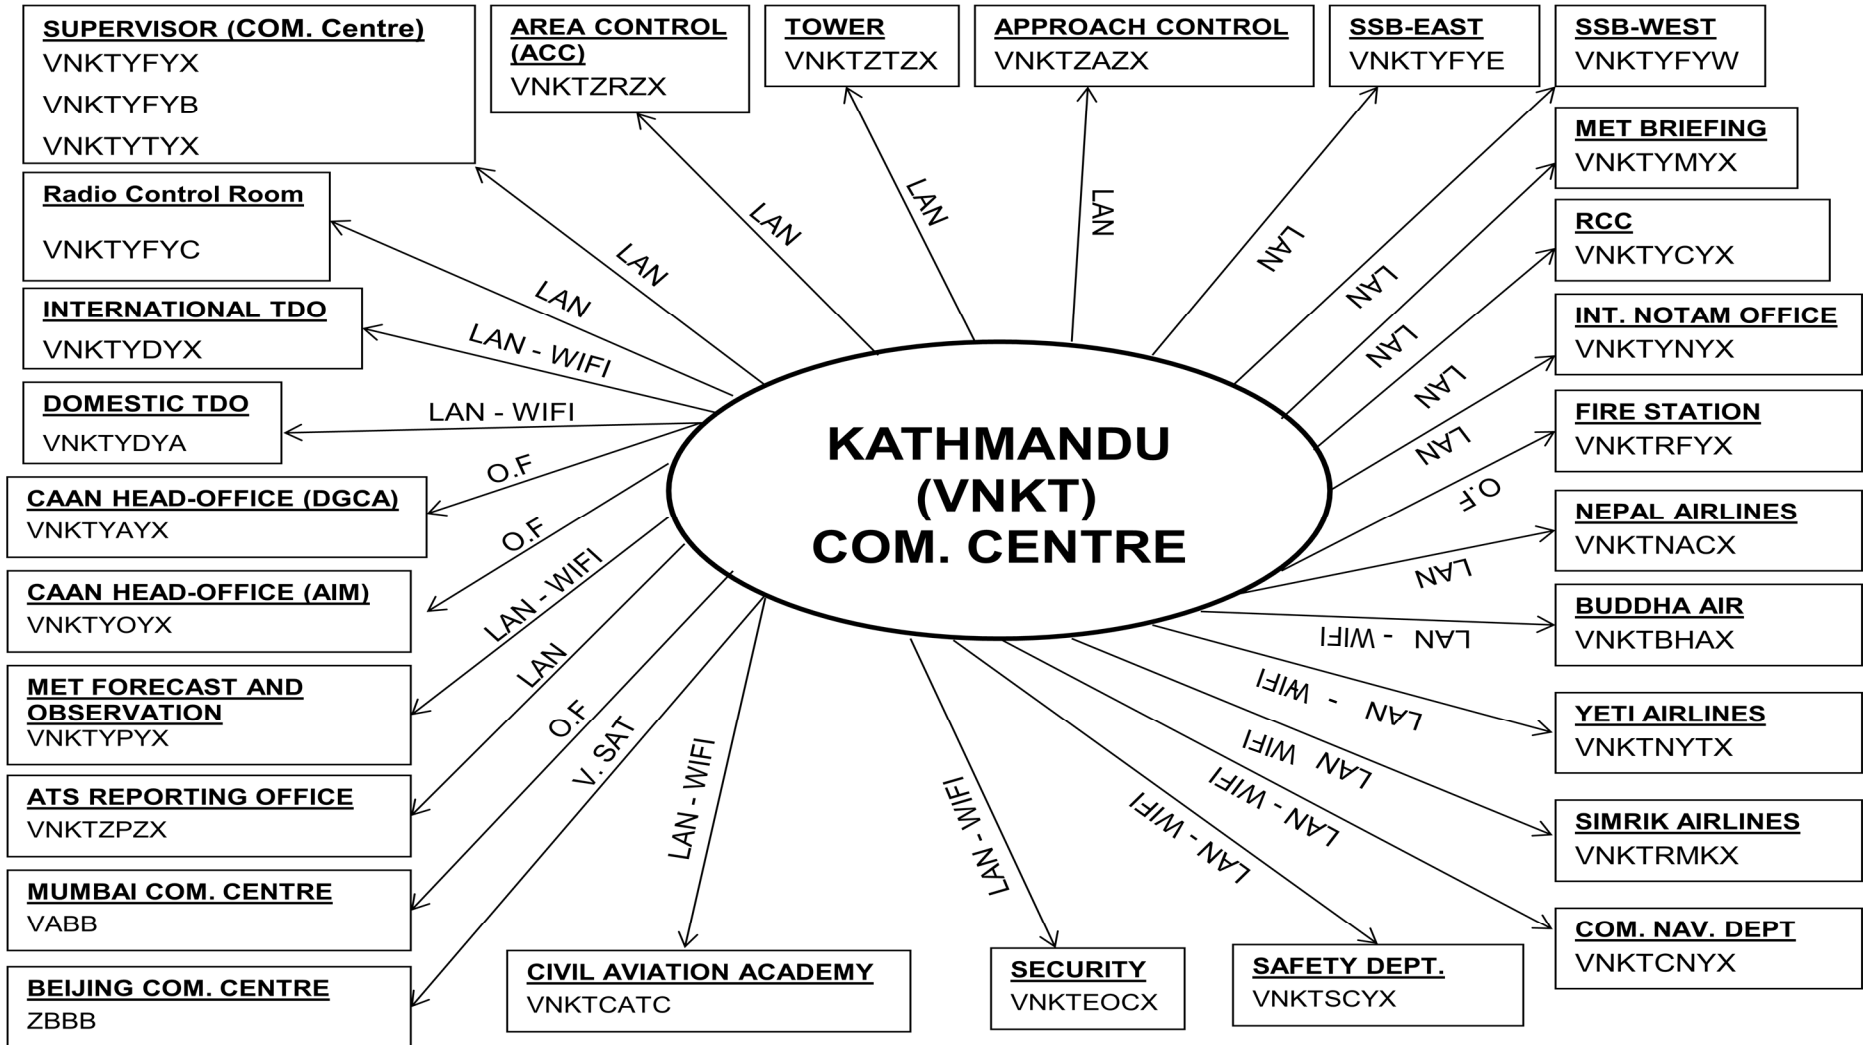 SUPERVISOR (COM. Centre)
VNKTYFYX
VNKTYFYB
VNKTYTYX
AREA CONTROL
(ACC)
VNKTZRZX
TOWER
VNKTZTZX
APPROACH CONTROL
VNKTZAZX
SSB-EAST
VNKTYFYE
SSB-WEST
VNKTYFYW
MET BRIEFING
VNKTYMYX
RCC
VNKTYCYX
INT. NOTAM OFFICE
VNKTYNYX
FIRE STATION
VNKTRFYX
NEPAL AIRLINES
VNKTNACX
BUDDHA AIR
VNKTBHAX
YETI AIRLINES
VNKTNYTX
SIMRIK AIRLINES
VNKTRMKX
COM. NAV. DEPT
VNKTCNYX
SAFETY DEPT.
VNKTSCYX
SECURITY
VNKTEOCX
CIVIL AVIATION ACADEMY
VNKTCATC
Radio Control Room
VNKTYFYC
INTERNATIONAL TDO
VNKTYDYX
DOMESTIC TDO
VNKTYDYA
CAAN HEAD-OFFICE (DGCA)
VNKTYAYX
CAAN HEAD-OFFICE (AIM)
VNKTYOYX
MET FORECAST AND
OBSERVATION
VNKTYPYX
ATS REPORTING OFFICE
VNKTZPZX
MUMBAI COM. CENTRE
VABB
BEIJING COM. CENTRE
ZBBB
KATHMANDU
(VNKT)
COM. CENTRE
LAN
LAN
LAN
LAN
LAN
LAN
LAN
LAN
LAN
LAN
O.F
LAN
LAN - WIFI
LAN - WIFI
LAN WIFI
LAN - WIFI
LAN - WIFI
LAN - WIFI
LAN - WIFI
V. SAT
O.F
LAN
LAN - WIFI
O.F
O.F
LAN - WIFI
LAN - WIFI
LAN